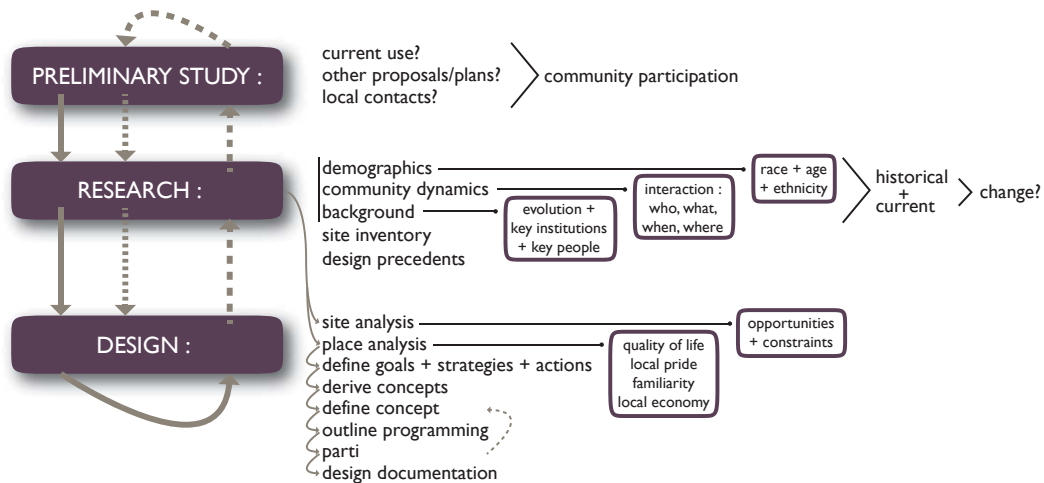 PRELIMINARY STUDY :
current use?
other proposals/plans?
local contacts?
community participation
RESEARCH :
demographics
community dynamics
background
site inventory
design precedents
evolution +
key institutions
+ key people
interaction :
who, what,
when, where
race + age
+ ethnicity
historical
+
current
change?
DESIGN :
site analysis
place analysis
define goals + strategies + actions
derive concepts
define concept
outline programming
parti
design documentation
quality of life
local pride
familiarity
local economy
opportunities
+ constraints